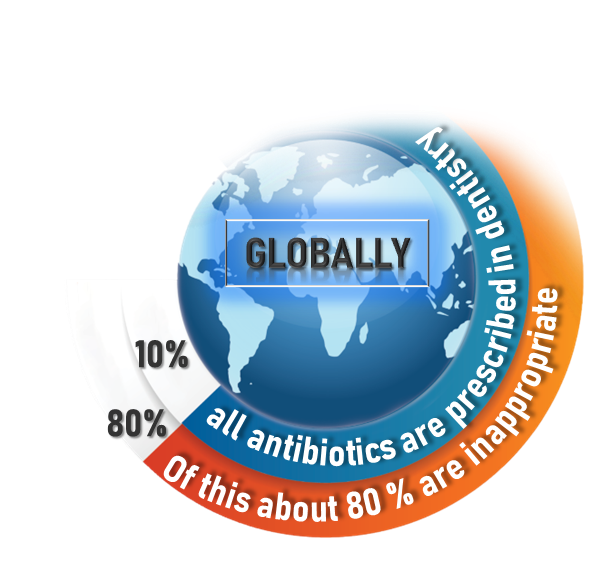 GLOBALLY
10%
all antibiotics are prescribed in dentistry
80%
Of this about 80 % are inappropriate